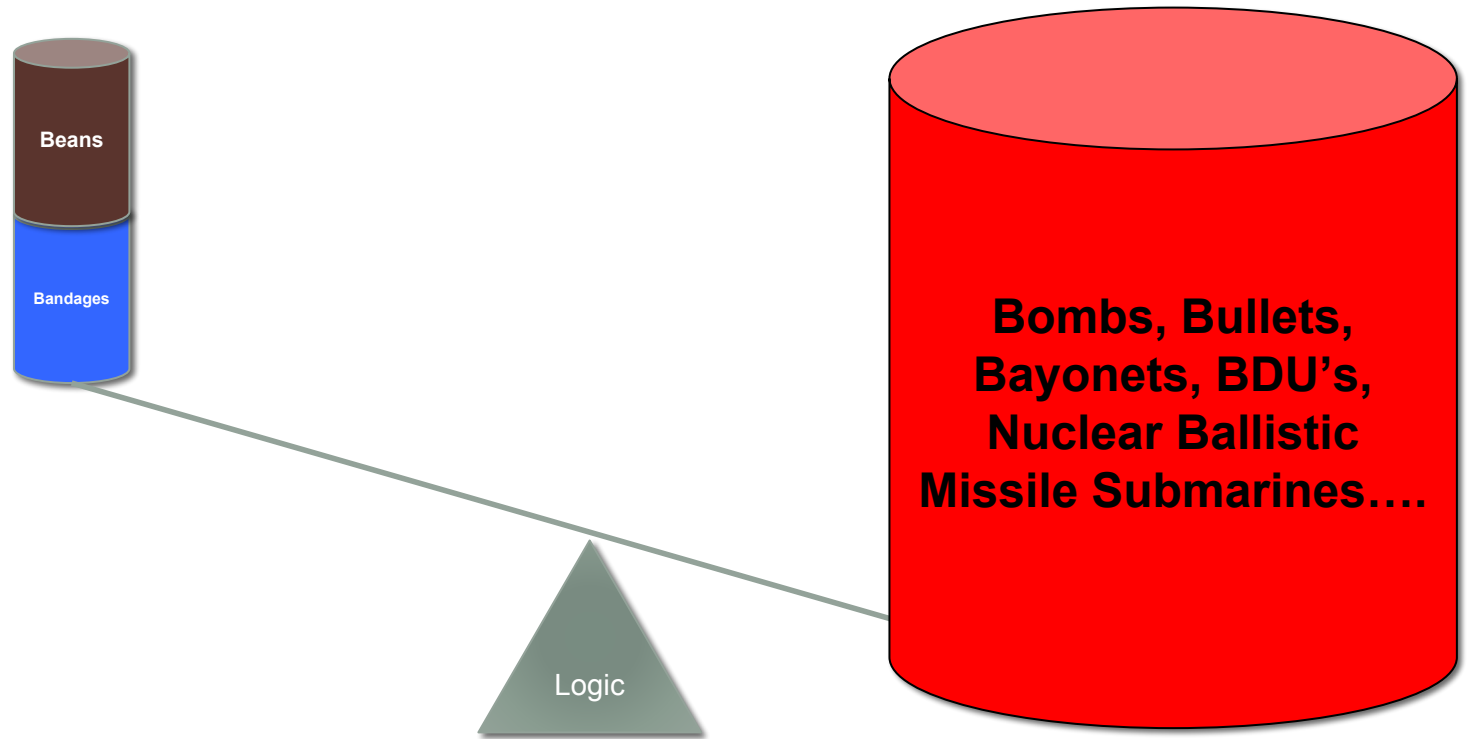 Beans
Bandages
Bombs, Bullets,
Bayonets, BDU’s,
Nuclear Ballistic
Missile Submarines….
Logic